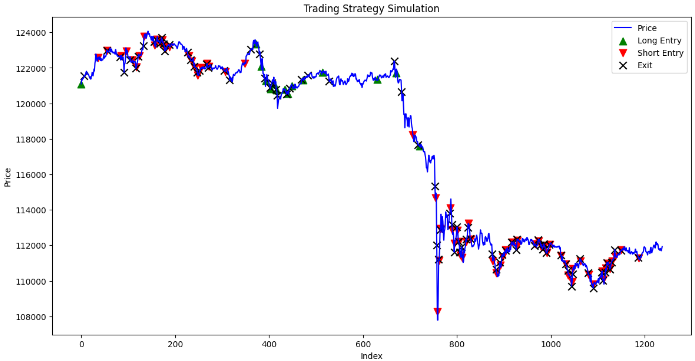 Trading Strategy Simulation
Price
Long Entry
Short Entry
Exit
124000
122000
120000
118000
116000
114000
112000
110000
108000
Price
0
200
400
600
800
1000
1200
Index